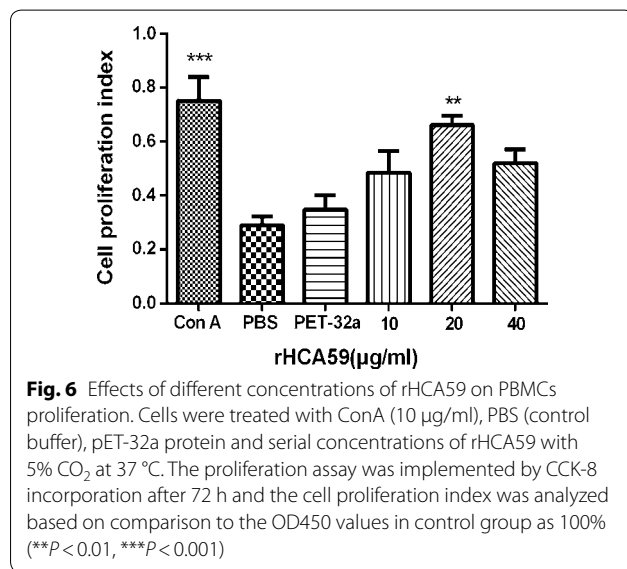 1.0
***
0.8
**
0.6
0.4
0.2
0.0
Cell proliferation index
Con A PBS PET-32a 10 20 40
rHCA59(μg/ml)
Fig. 6 Effects of different concentrations of rHCA59 on PBMCs
proliferation. Cells were treated with ConA (10 μg/ml), PBS (control
buffer), pET-32a protein and serial concentrations of rHCA59 with
5% CO₂ at 37 °C. The proliferation assay was implemented by CCK-8
incorporation after 72 h and the cell proliferation index was analyzed
based on comparison to the OD450 values in control group as 100%
(**P < 0.01, ***P < 0.001)